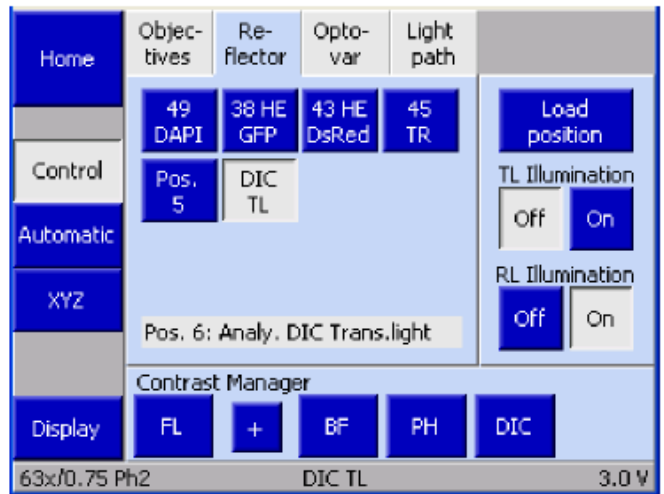 Home
Objec-
tives
Re-
flector
Opto-
var
Light
path
49
DAPI
38 HE
GFP
43 HE
DsRed
45
TR
Load
position
Control
Pos.
5
DIC
TL
TL Illumination
Off
On
Automatic
XYZ
RL Illumination
Off
On
Pos. 6: Analy. DIC Trans.light
Contrast Manager
Display
FL
+
BF
PH
DIC
63x/0.75 Ph2
DIC TL
3.0 V